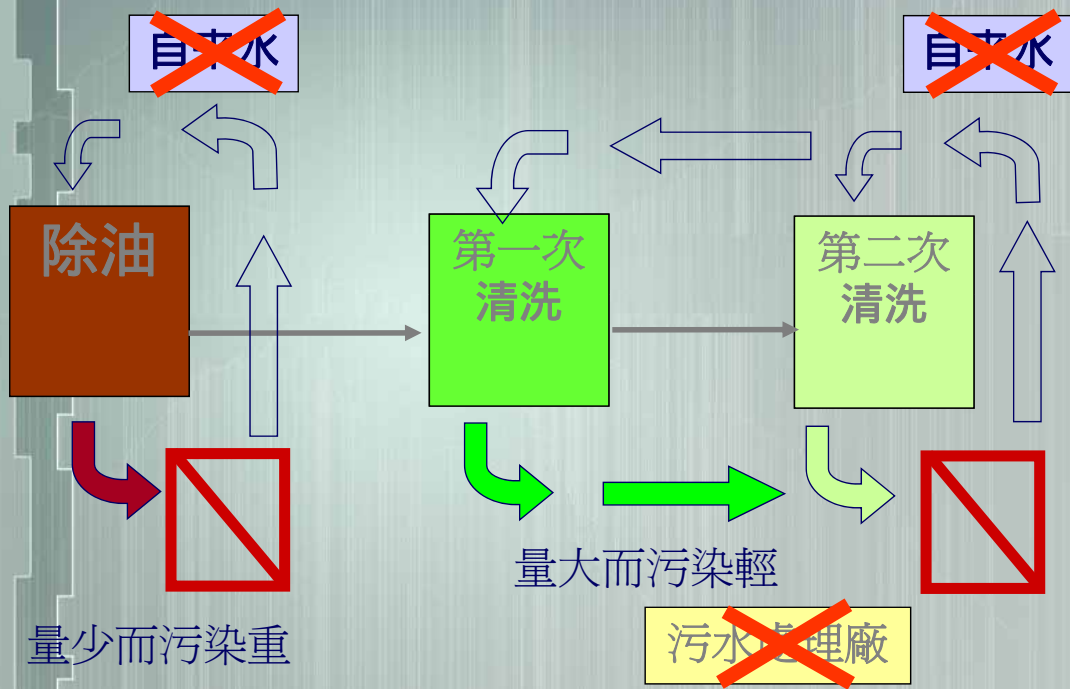 自來水
自來水
除油
第一次
清洗
第二次
清洗
量大而污染輕
量少而污染重
污水處理廠